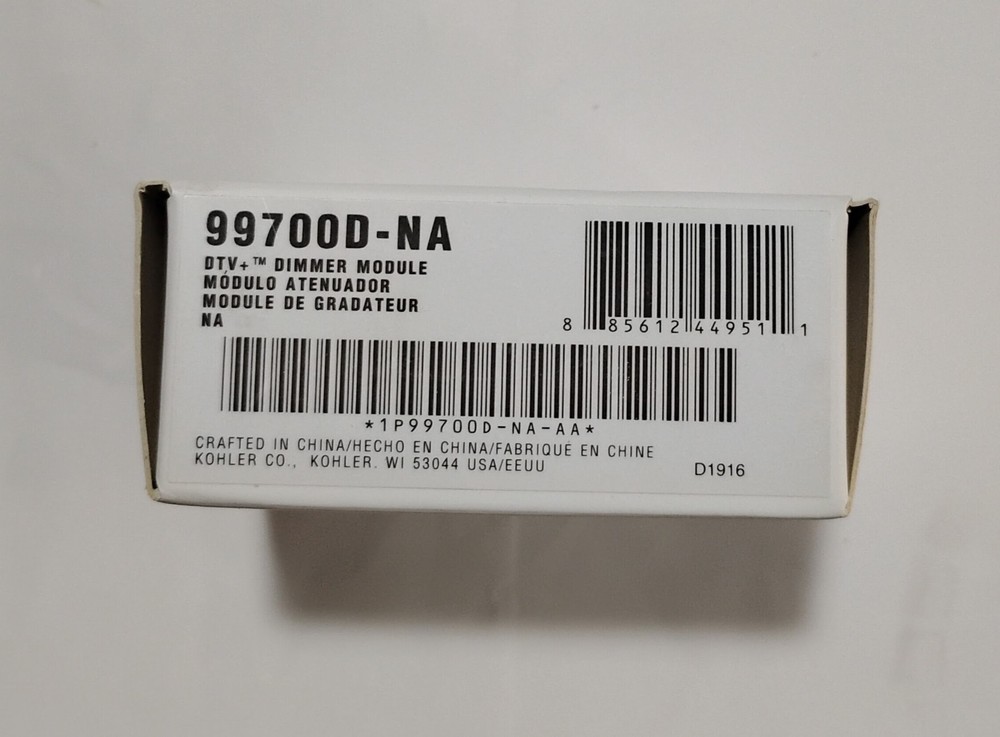 99700D-NA
DTV+™ DIMMER MODULE
MÓDULO ATENUADOR
MODULE DE GRADATEUR
NA
8 85612 44951 1
*1P99700D-NA-AA*
CRAFTED IN CHINA/HECHO EN CHINA/FABRIQUÉ EN CHINE
KOHLER CO., KOHLER. WI 53044 USA/EEUU
D1916